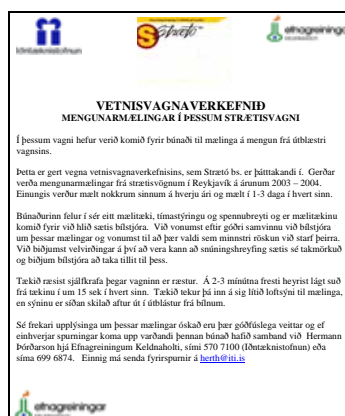 Iðntæknistofnun
Strætó
efnagreiningar
VETNISVAGNAVERKEFNIÐ
MENGUNARMÆLINGAR Í ÞESSUM STRÆTISVAGNI
Í þessum vagni hefur verið komið fyrir búnaði til mælinga á mengun frá útblæstri
vagnsins.
Þetta er gert vegna vetnisvagnaverkefnisins, sem Strætó bs. er þátttakandi í. Gerðar
verða mengunarmælingar frá strætisvögnum í Reykjavík á árunum 2003 – 2004.
Einungis verður mælt nokkrum sinnum á hverju ári og mælt í 1-3 daga í hvert sinn.
Búnaðurinn felur í sér eitt mælitæki, tímastýringu og spennubreyti og er mælitækinu
komið fyrir við hlið sætis bílstjóra. Við vonumst eftir góðri samvinnu við bílstjóra
um þessar mælingar og vonumst til að þær valdi sem minnstri röskun við starf þeirra.
Við biðjumst velvirðingar á því að vera kann að snúningshreyfing sætis sé takmörkuð
og biðjum bílstjóra að taka tillit til þess.
Tækið ræsist sjálfkrafa þegar vagninn er ræstur. Á 2-3 mínútna fresti heyrist lágt suð
frá tækinu í um 15 sek í hvert sinn. Tækið tekur þá inn á sig lítið loftsýni til mælinga,
en sýninu er síðan skilað aftur út í útblástur frá bílnum.
Sé frekari upplýsinga um þessar mælingar óskað eru þær góðfúslega veittar og ef
einhverjar spurningar koma upp varðandi þennan búnað hafið samband við Hermann
Þórðarson hjá Efnagreiningum Keldnaholti, sími 570 7100 (Iðntæknistofnun) eða
síma 699 6874. Einnig má senda fyrirspurnir á herth@iti.is
efnagreiningar